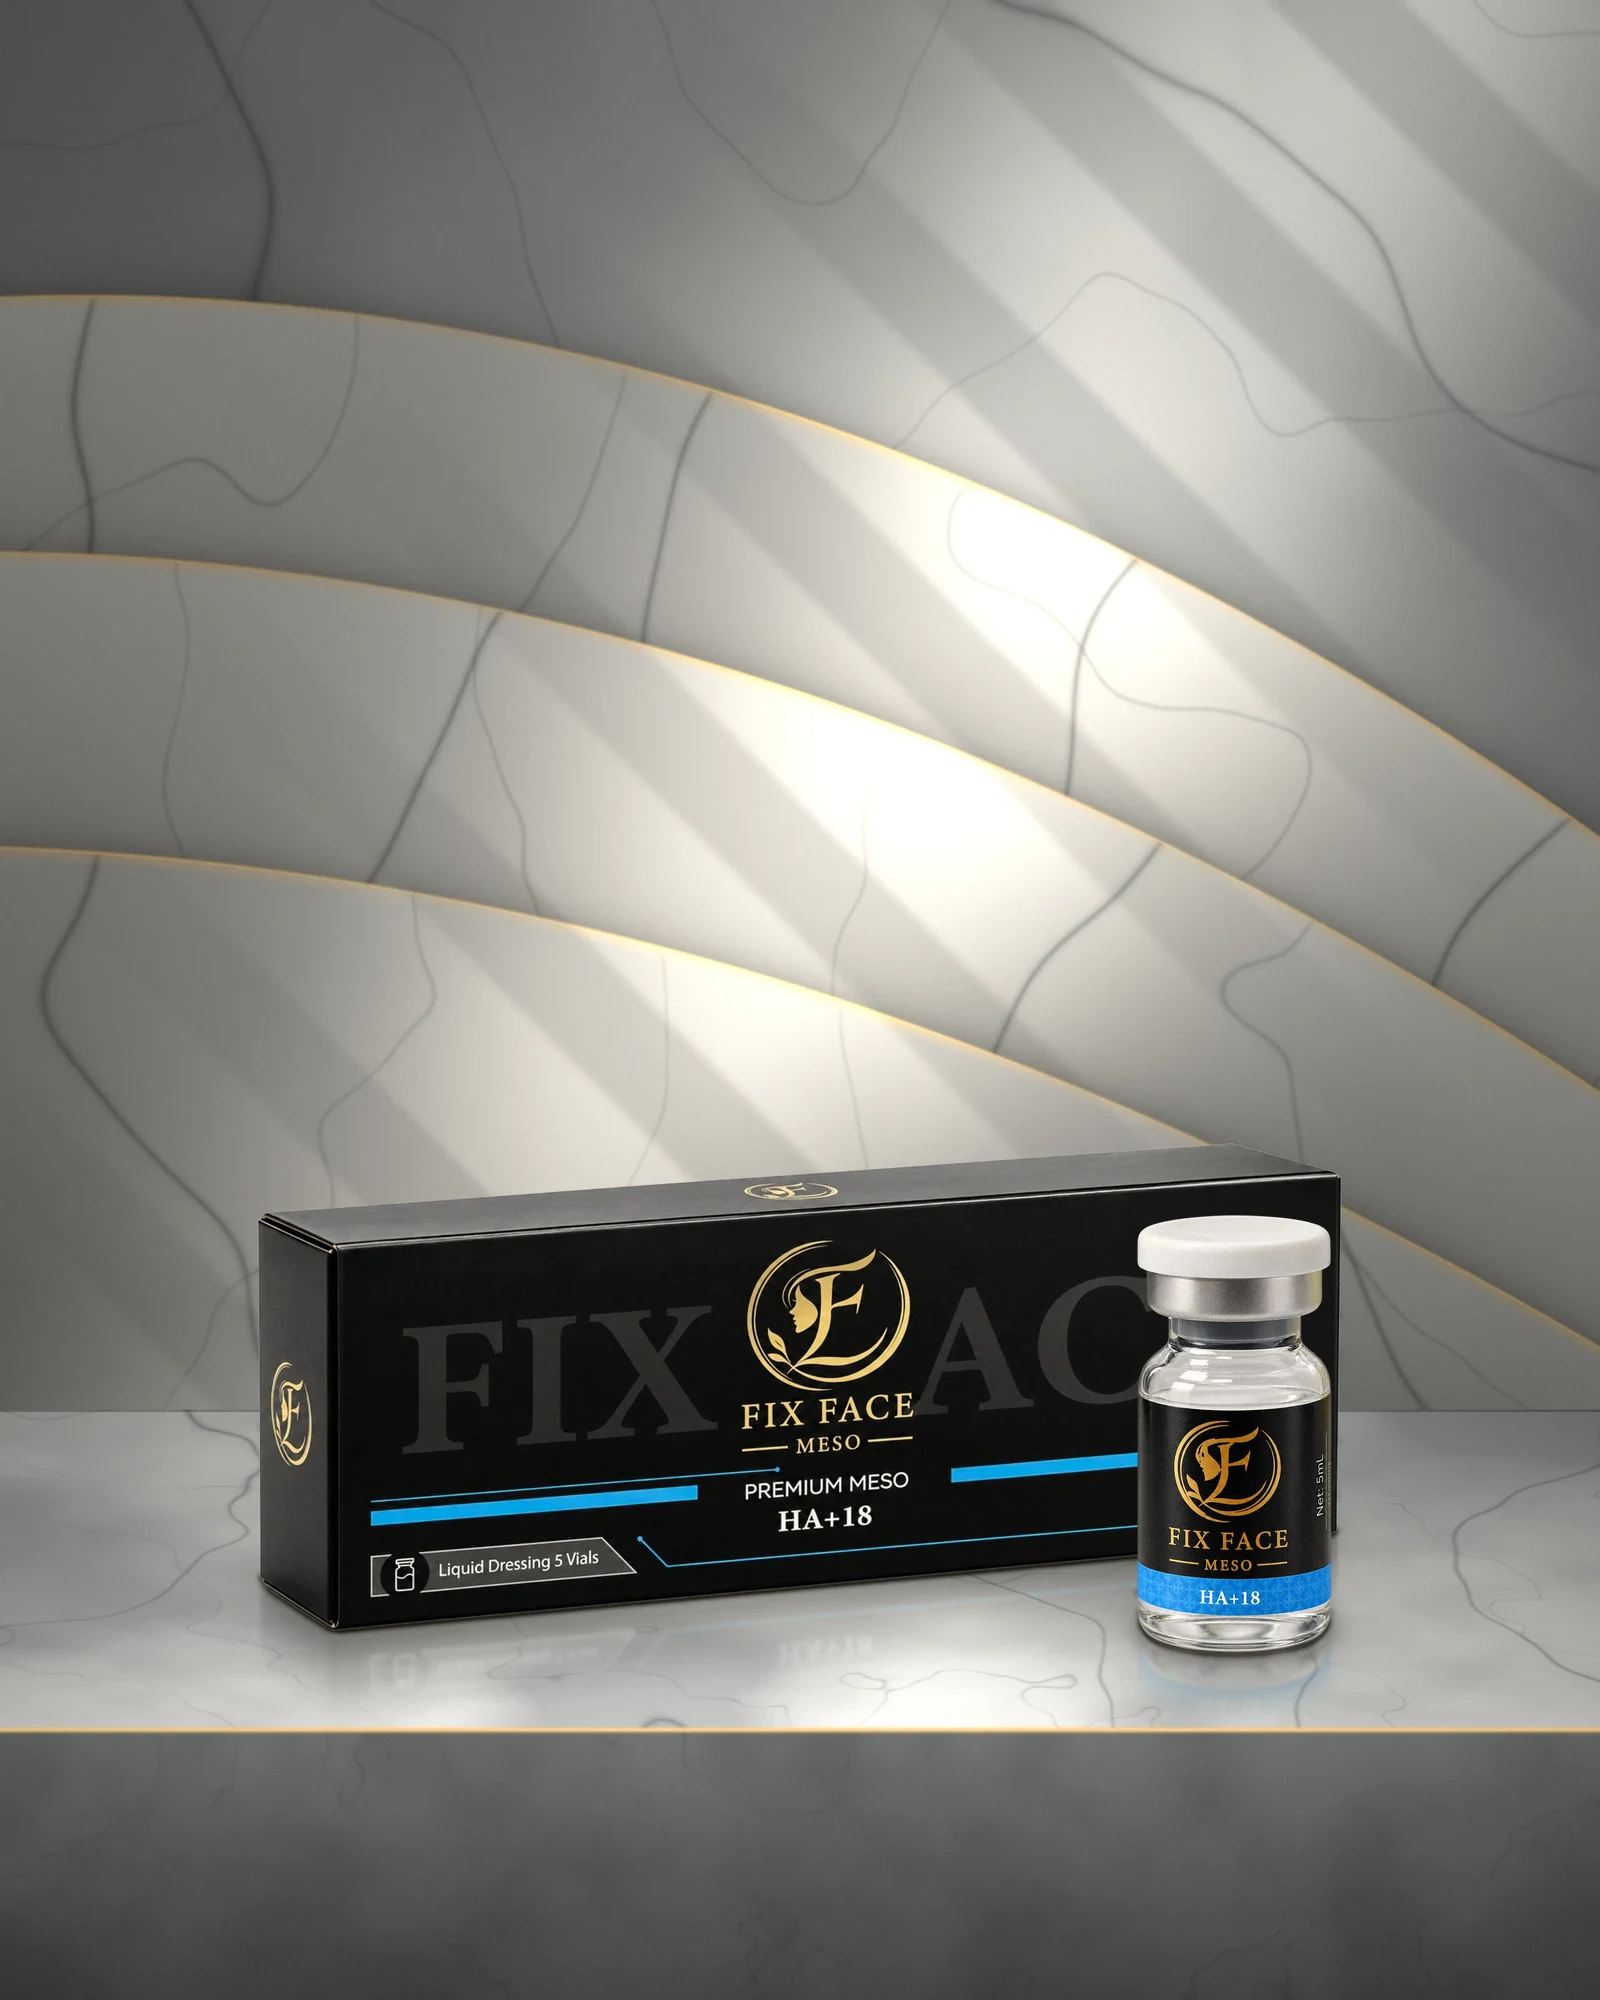 FIX FACE
FIX FACE
MESO
PREMIUM MESO
HA+18
Liquid Dressing 5 Vials
FIX FACE
MESO
HA+18
Net: 5mL